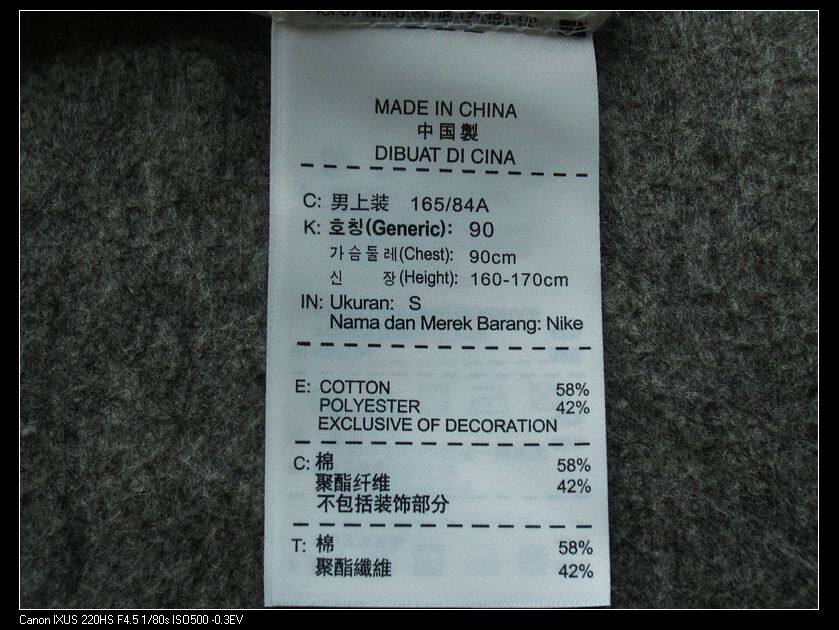 MADE IN CHINA
中国製
DIBUAT DI CINA
C: 男上装 165/84A
K: 호칭(Generic): 90
가슴둘레(Chest): 90cm
신 장(Height): 160-170cm
IN: Ukuran: S
Nama dan Merek Barang: Nike
E: COTTON 58%
POLYESTER 42%
EXCLUSIVE OF DECORATION
C: 棉 58%
聚酯纤维 42%
不包括装饰部分
T: 棉 58%
聚酯纖維 42%
Canon IXUS 220HS F4.5 1/80s ISO500 -0.3EV